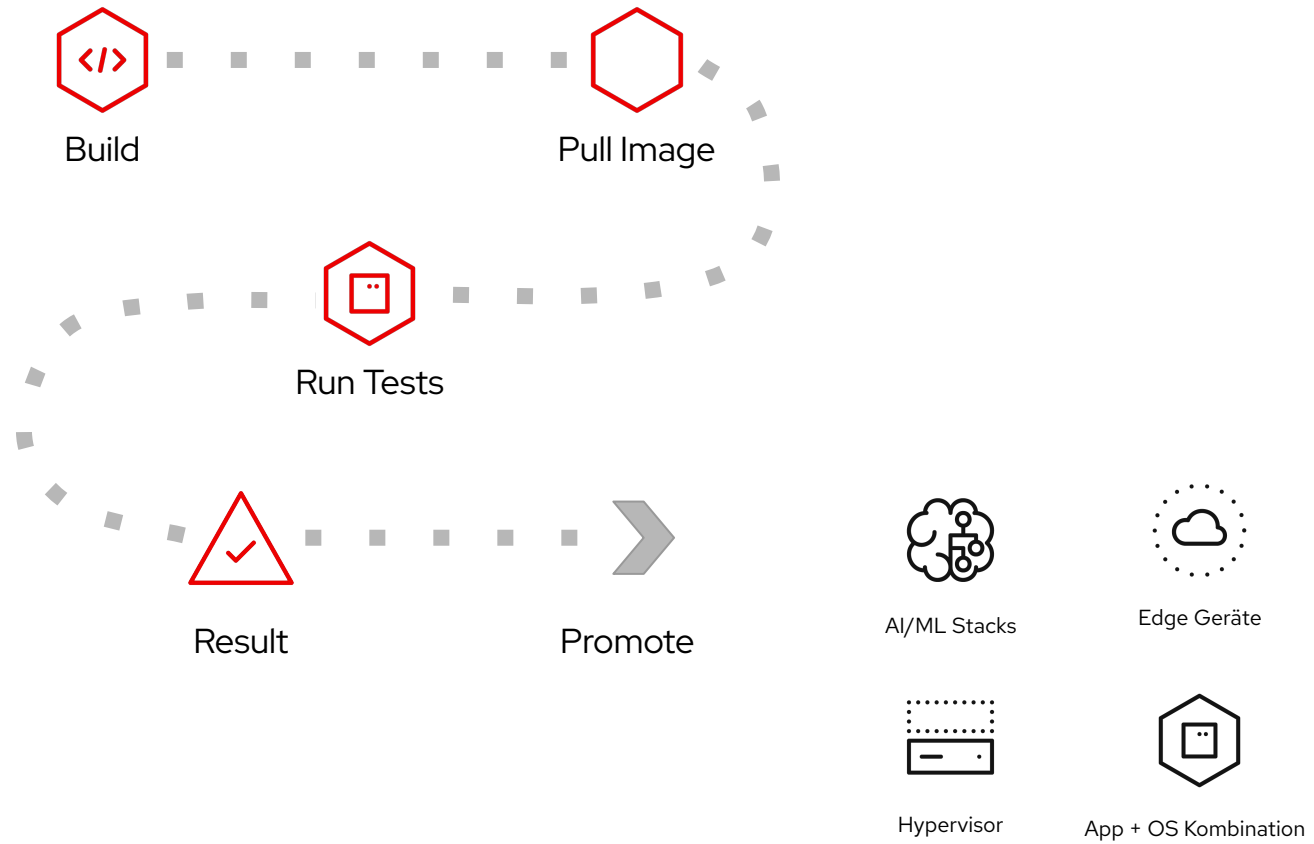 Build
Pull Image
Run Tests
Result
Promote
AI/ML Stacks
Edge Geräte
Hypervisor
App + OS Kombination